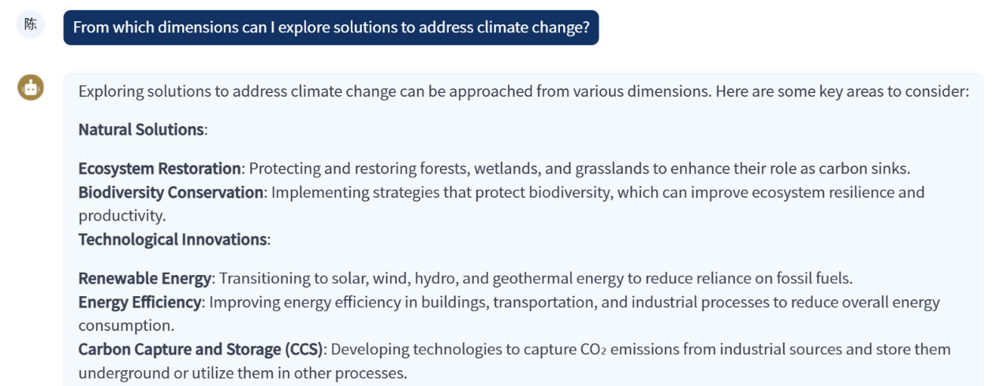 陈
From which dimensions can I explore solutions to address climate change?
Exploring solutions to address climate change can be approached from various dimensions. Here are some key areas to consider:
Natural Solutions:
Ecosystem Restoration: Protecting and restoring forests, wetlands, and grasslands to enhance their role as carbon sinks.
Biodiversity Conservation: Implementing strategies that protect biodiversity, which can improve ecosystem resilience and
productivity.
Technological Innovations:
Renewable Energy: Transitioning to solar, wind, hydro, and geothermal energy to reduce reliance on fossil fuels.
Energy Efficiency: Improving energy efficiency in buildings, transportation, and industrial processes to reduce overall energy
consumption.
Carbon Capture and Storage (CCS): Developing technologies to capture CO₂ emissions from industrial sources and store them
underground or utilize them in other processes.